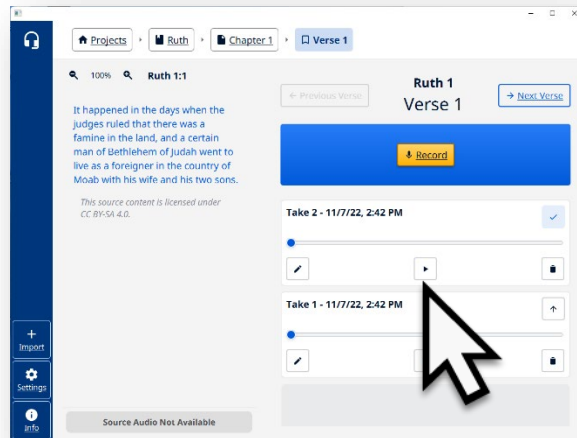 Projects
Ruth
Chapter 1
Verse 1
100%
Ruth 1:1
It happened in the days when the
judges ruled that there was a
famine in the land, and a certain
man of Bethlehem of Judah went to
live as a foreigner in the country of
Moab with his wife and his two sons.
This source content is licensed under
CC BY-SA 4.0.
Source Audio Not Available
← Previous Verse
Ruth 1
Verse 1
→ Next Verse
Record
Take 2 - 11/7/22, 2:42 PM
Take 1 - 11/7/22, 2:42 PM
Import
Settings
Info